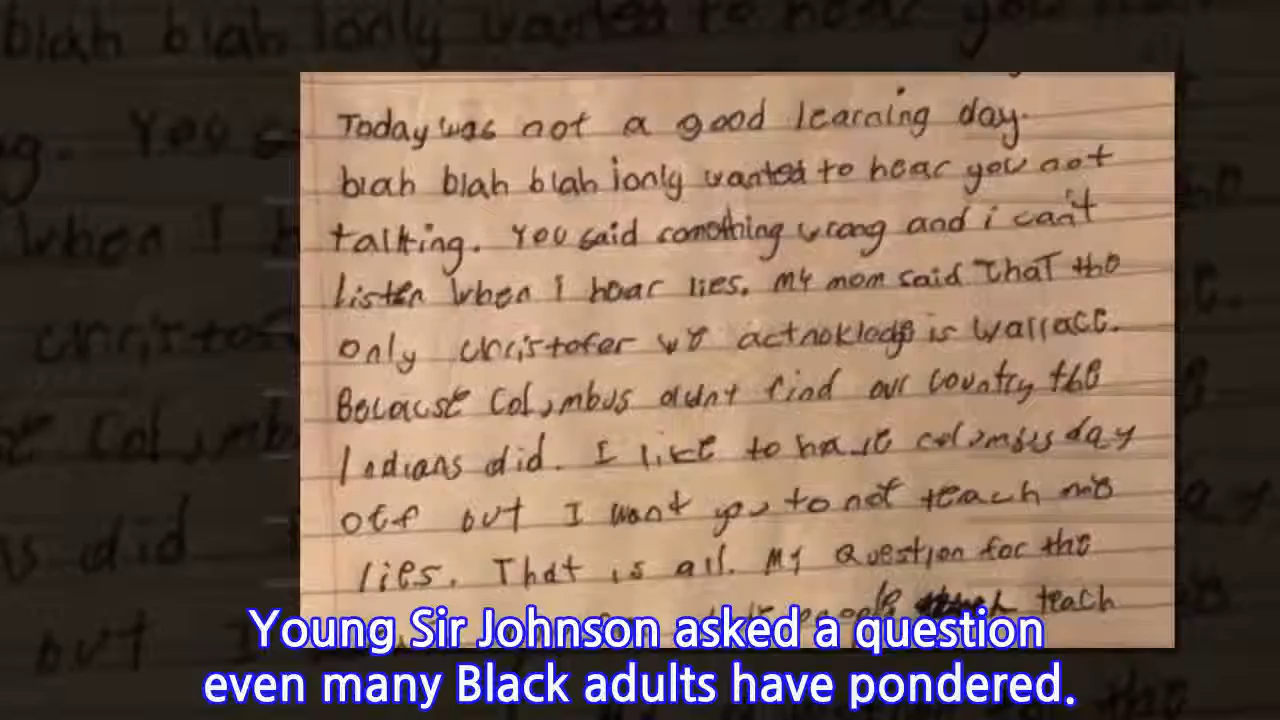 Today was not a good learning day.
blah blah blah ionly wanted to hear you not
talking. You said somothing wrong and i can't
listen when i hear lies. My mom said That the
only christofer we acknoklodge is Wallace.
Because Columbus didnt find our country the
Indians did. I like to have columbus day
off but I want you to not teach me
lies. That is all. My question for the
people teach
Young Sir Johnson asked a question
even many Black adults have pondered.